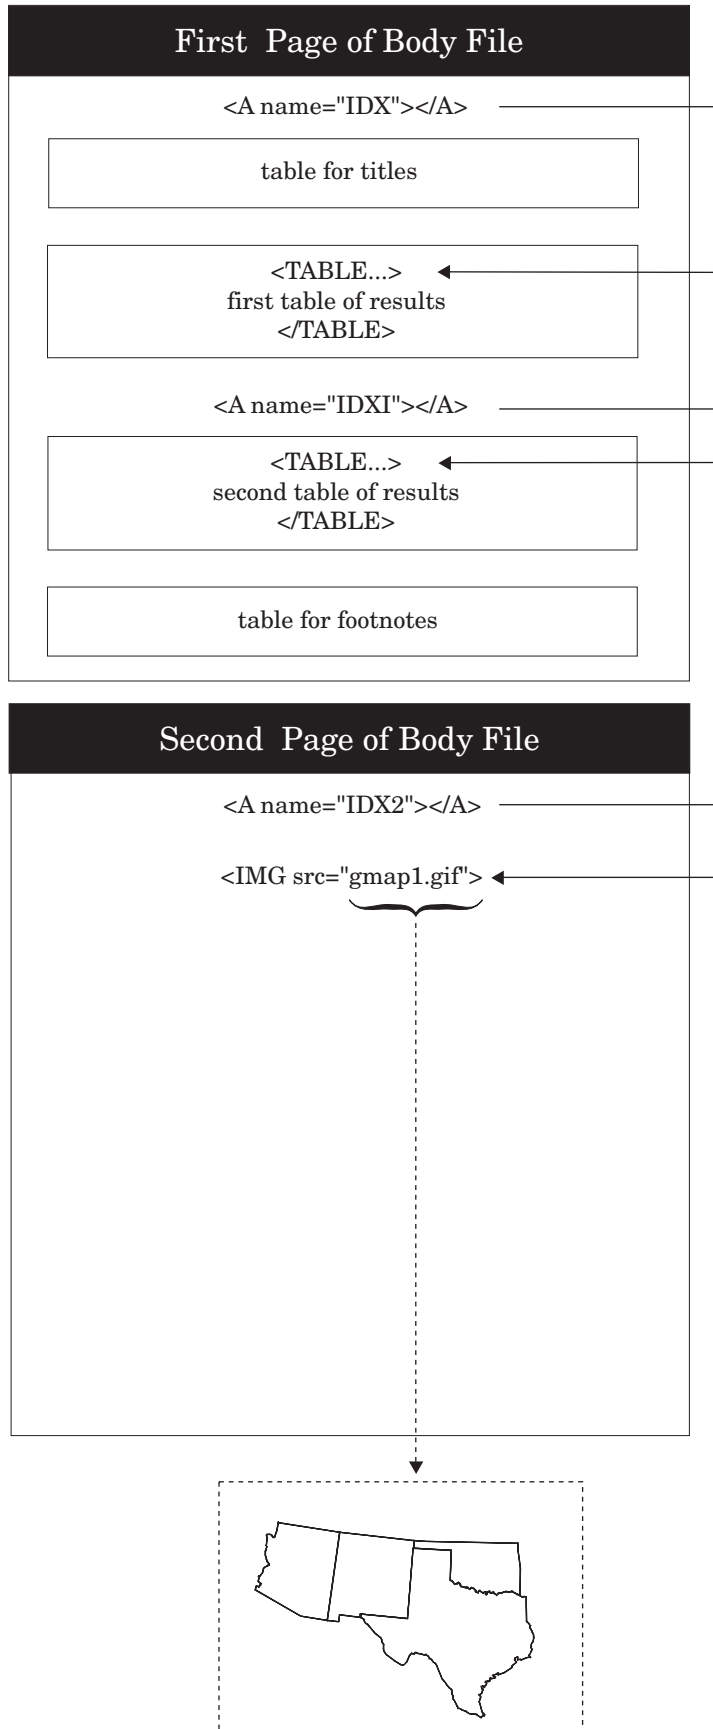 First Page of Body File
<A name="IDX"></A>
table for titles
<TABLE...>
first table of results
</TABLE>
<A name="IDXI"></A>
<TABLE...>
second table of results
</TABLE>
table for footnotes
Second Page of Body File
<A name="IDX2"></A>
<IMG src="gmap1.gif">